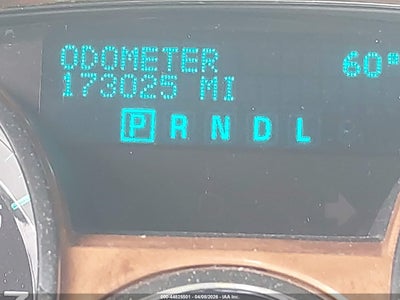 ODOMETER 60°
173025 MI
P R N D L